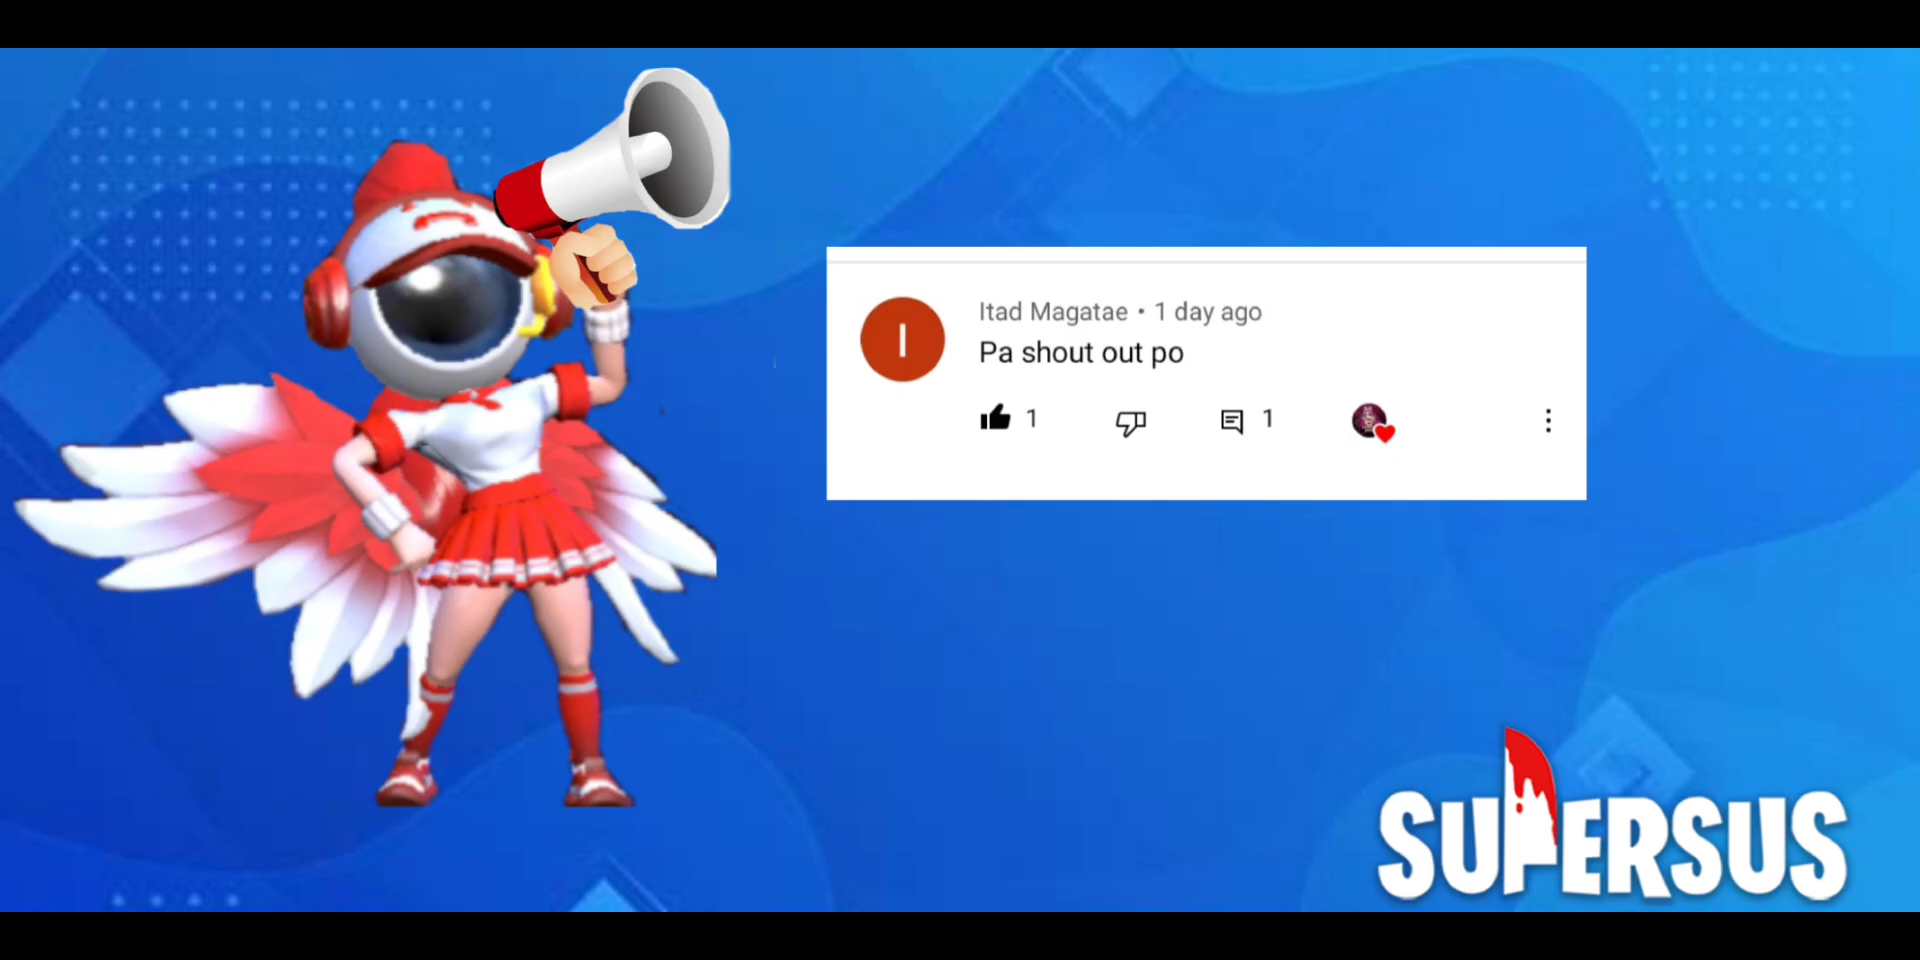 Itad Magatae • 1 day ago
I
Pa shout out po
1
1
SUPERSUS